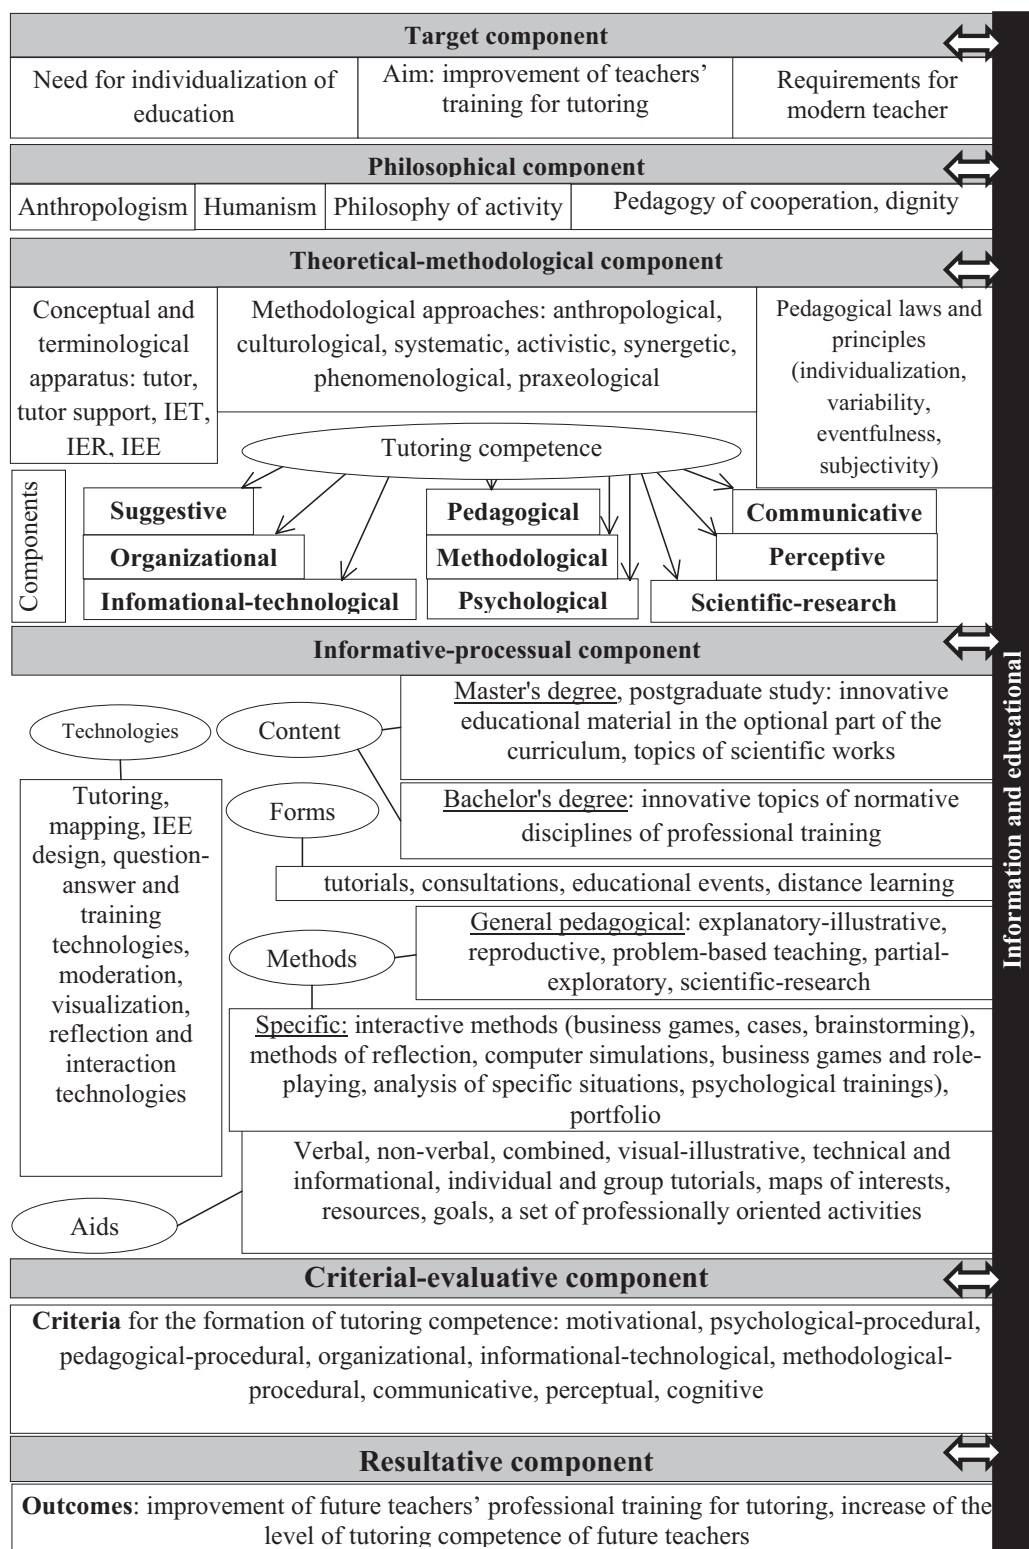 Target component
Need for individualization of
education
Aim: improvement of teachers’
training for tutoring
Requirements for
modern teacher
Philosophical component
Anthropologism
Humanism
Philosophy of activity
Pedagogy of cooperation, dignity
Theoretical-methodological component
Conceptual and
terminological
apparatus: tutor,
tutor support, IET,
IER, IEE
Methodological approaches: anthropological,
culturological, systematic, activistic, synergetic,
phenomenological, praxeological
Pedagogical laws and
principles
(individualization,
variability,
eventfulness,
subjectivity)
Tutoring competence
Components
Suggestive
Organizational
Infomational-technological
Pedagogical
Methodological
Psychological
Communicative
Perceptive
Scientific-research
Informative-processual component
Technologies
Tutoring,
mapping, IEE
design, question-
answer and
training
technologies,
moderation,
visualization,
reflection and
interaction
technologies
Content
Master's degree, postgraduate study: innovative
educational material in the optional part of the
curriculum, topics of scientific works
Bachelor's degree: innovative topics of normative
disciplines of professional training
Forms
tutorials, consultations, educational events, distance learning
Methods
General pedagogical: explanatory-illustrative,
reproductive, problem-based teaching, partial-
exploratory, scientific-research
Specific: interactive methods (business games, cases, brainstorming),
methods of reflection, computer simulations, business games and role-
playing, analysis of specific situations, psychological trainings),
portfolio
Aids
Verbal, non-verbal, combined, visual-illustrative, technical and
informational, individual and group tutorials, maps of interests,
resources, goals, a set of professionally oriented activities
Criterial-evaluative component
Criteria for the formation of tutoring competence: motivational, psychological-procedural,
pedagogical-procedural, organizational, informational-technological, methodological-
procedural, communicative, perceptual, cognitive
Resultative component
Outcomes: improvement of future teachers’ professional training for tutoring, increase of the
level of tutoring competence of future teachers
Information and educational